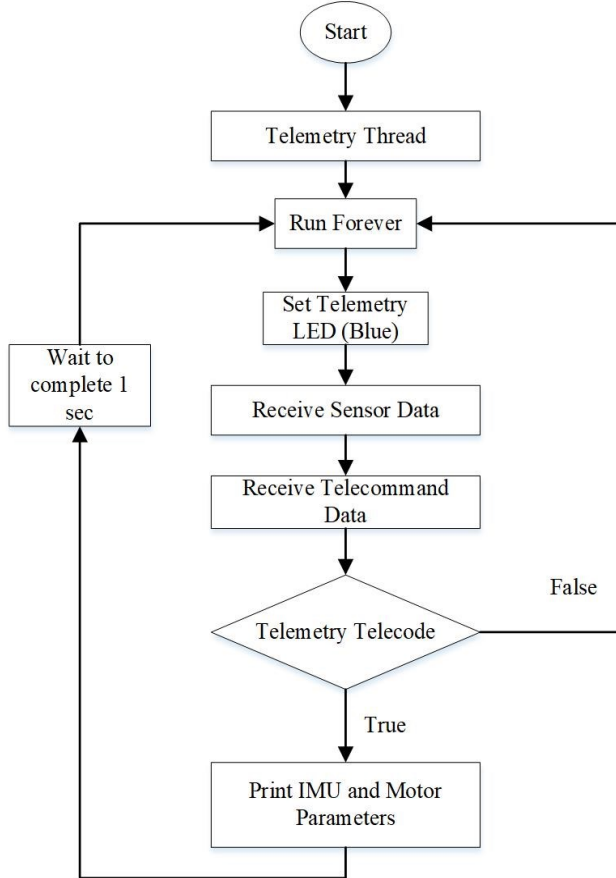 Start
Telemetry Thread
Run Forever
Set Telemetry
LED (Blue)
Wait to
complete 1
sec
Receive Sensor Data
Receive Telecommand
Data
False
Telemetry Telecode
True
Print IMU and Motor
Parameters